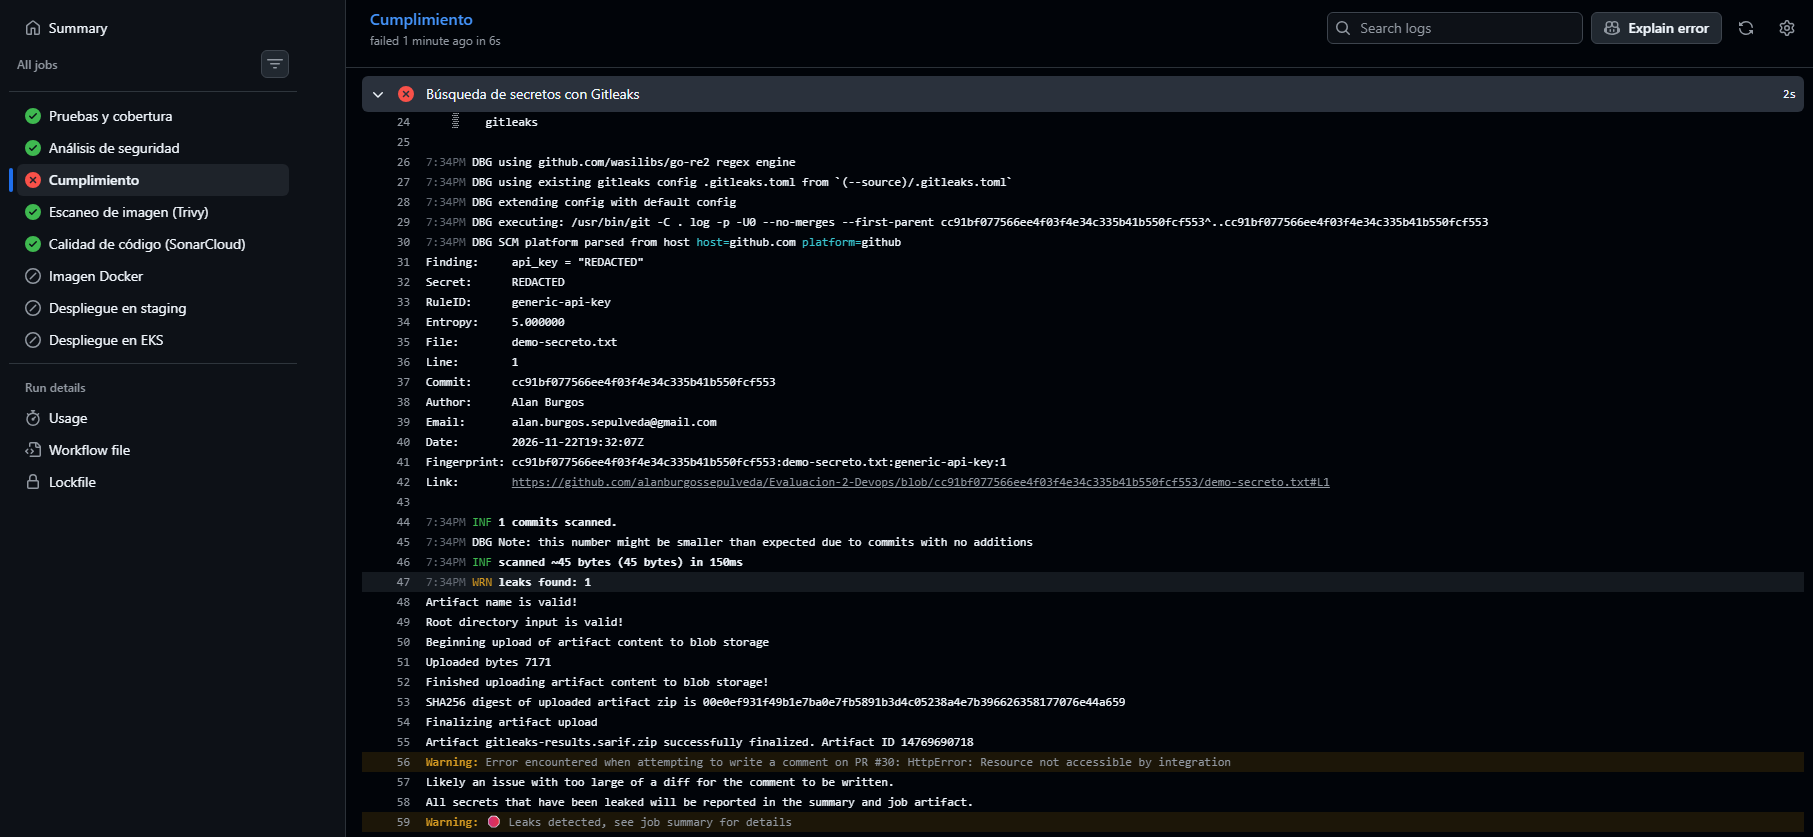 Summary
All jobs
Pruebas y cobertura
Análisis de seguridad
Cumplimiento
Escaneo de imagen (Trivy)
Calidad de código (SonarCloud)
Imagen Docker
Despliegue en staging
Despliegue en EKS
Run details
Usage
Workflow file
Lockfile
Cumplimiento
failed 1 minute ago in 6s
Search logs
Explain error
Búsqueda de secretos con Gitleaks 2s
24 gitleaks
25
26 7:34PM DBG using github.com/wasilibs/go-re2 regex engine
27 7:34PM DBG using existing gitleaks config .gitleaks.toml from `(--source)/.gitleaks.toml`
28 7:34PM DBG extending config with default config
29 7:34PM DBG executing: /usr/bin/git -C . log -p -U0 --no-merges --first-parent cc91bf077566ee4f03f4e34c335b41b550fcf553^..cc91bf077566ee4f03f4e34c335b41b550fcf553
30 7:34PM DBG SCM platform parsed from host host=github.com platform=github
31 Finding: api_key = "REDACTED"
32 Secret: REDACTED
33 RuleID: generic-api-key
34 Entropy: 5.000000
35 File: demo-secreto.txt
36 Line: 1
37 Commit: cc91bf077566ee4f03f4e34c335b41b550fcf553
38 Author: Alan Burgos
39 Email: alan.burgos.sepulveda@gmail.com
40 Date: 2026-11-22T19:32:07Z
41 Fingerprint: cc91bf077566ee4f03f4e34c335b41b550fcf553:demo-secreto.txt:generic-api-key:1
42 Link: https://github.com/alanburgossepulveda/Evaluacion-2-Devops/blob/cc91bf077566ee4f03f4e34c335b41b550fcf553/demo-secreto.txt#L1
43
44 7:34PM INF 1 commits scanned.
45 7:34PM DBG Note: this number might be smaller than expected due to commits with no additions
46 7:34PM INF scanned ~45 bytes (45 bytes) in 150ms
47 7:34PM WRN leaks found: 1
48 Artifact name is valid!
49 Root directory input is valid!
50 Beginning upload of artifact content to blob storage
51 Uploaded bytes 7171
52 Finished uploading artifact content to blob storage!
53 SHA256 digest of uploaded artifact zip is 00e0ef931f49b1e7ba0e7fb5891b3d4c05238a4e7b396626358177076e44a659
54 Finalizing artifact upload
55 Artifact gitleaks-results.sarif.zip successfully finalized. Artifact ID 14769690718
56 Warning: Error encountered when attempting to write a comment on PR #30: HttpError: Resource not accessible by integration
57 Likely an issue with too large of a diff for the comment to be written.
58 All secrets that have been leaked will be reported in the summary and job artifact.
59 Warning: 🛑 Leaks detected, see job summary for details